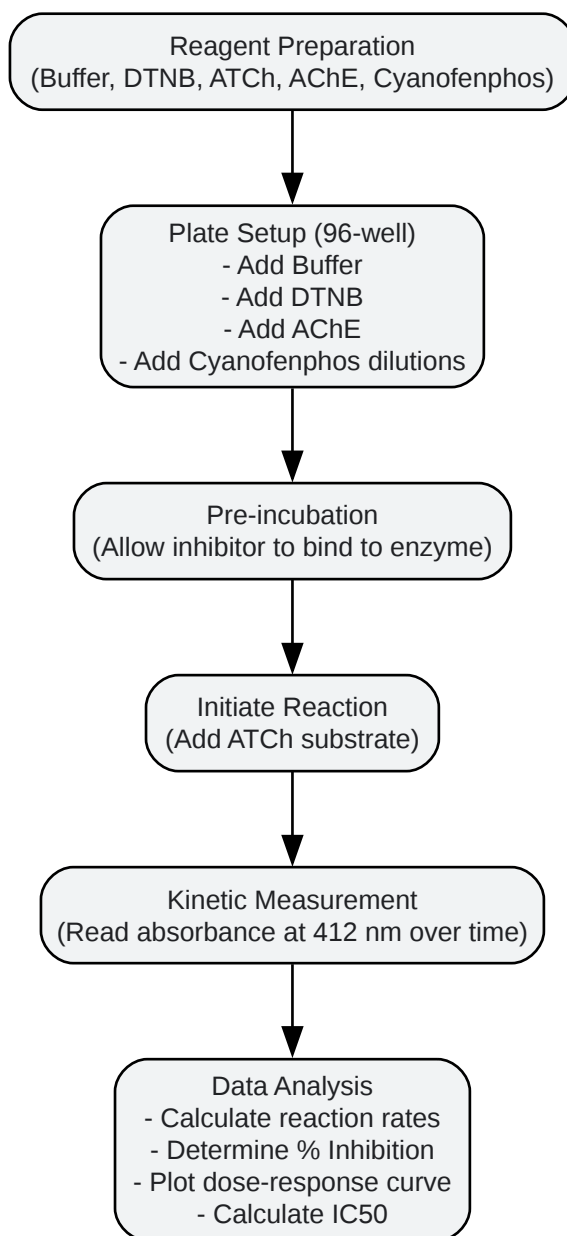 Reagent Preparation
(Buffer, DTNB, ATCh, AChE, Cyanofenphos)
Plate Setup (96-well)
- Add Buffer
- Add DTNB
- Add AChE
- Add Cyanofenphos dilutions
Pre-incubation
(Allow inhibitor to bind to enzyme)
Initiate Reaction
(Add ATCh substrate)
Kinetic Measurement
(Read absorbance at 412 nm over time)
Data Analysis
- Calculate reaction rates
- Determine % Inhibition
- Plot dose-response curve
- Calculate IC50